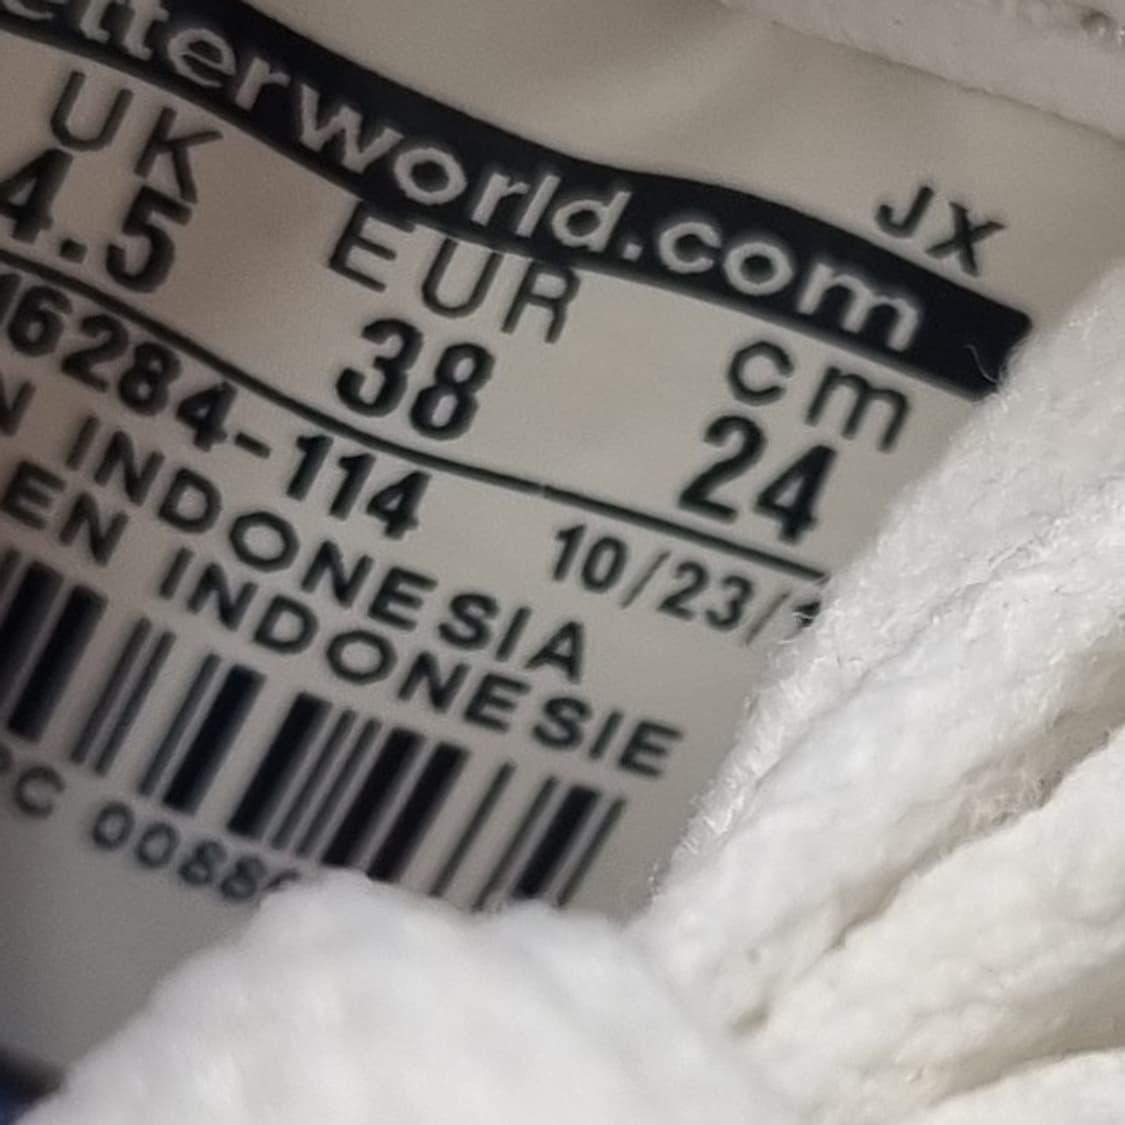 etterworld.com
JX
UK EUR cm
4.5 38 24
16284-114 10/23/
N INDONESIA
EN INDONESIE
PC 0088